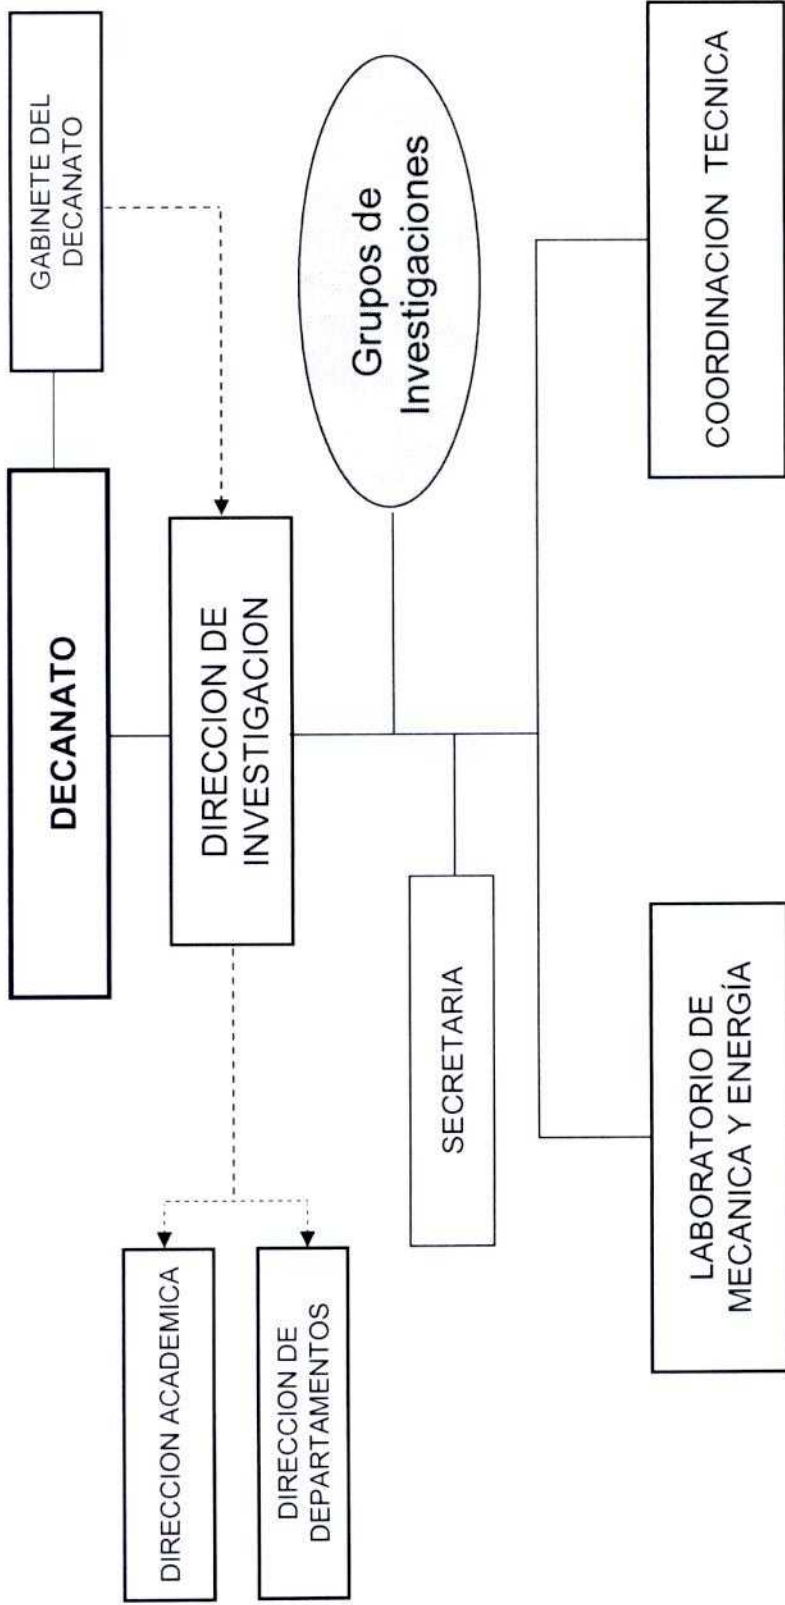 DECANATO
GABINETE DEL
DECANATO
DIRECCION ACADEMICA
DIRECCION DE
INVESTIGACION
DIRECCION DE
DEPARTAMENTOS
Grupos de
Investigaciones
SECRETARIA
LABORATORIO DE
MECANICA Y ENERGÍA
COORDINACION TECNICA